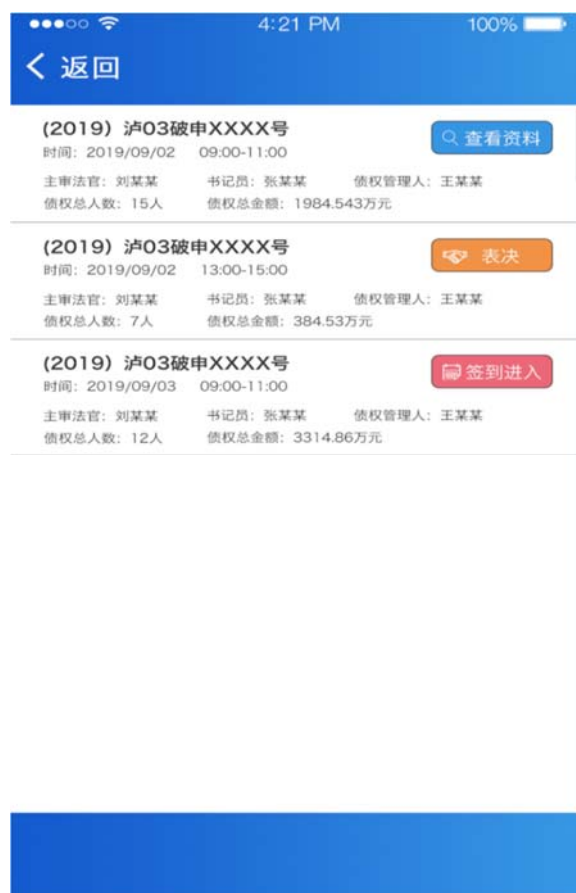 4:21 PM 100%
返回
(2019) 泸03破申XXXX号
查看资料
时间: 2019/09/02 09:00-11:00
主审法官: 刘某某 书记员: 张某某 债权管理人: 王某某
债权总人数: 15人 债权总金额: 1984.543万元
(2019) 泸03破申XXXX号
表决
时间: 2019/09/02 13:00-15:00
主审法官: 刘某某 书记员: 张某某 债权管理人: 王某某
债权总人数: 7人 债权总金额: 384.53万元
(2019) 泸03破申XXXX号
签到进入
时间: 2019/09/03 09:00-11:00
主审法官: 刘某某 书记员: 张某某 债权管理人: 王某某
债权总人数: 12人 债权总金额: 3314.86万元